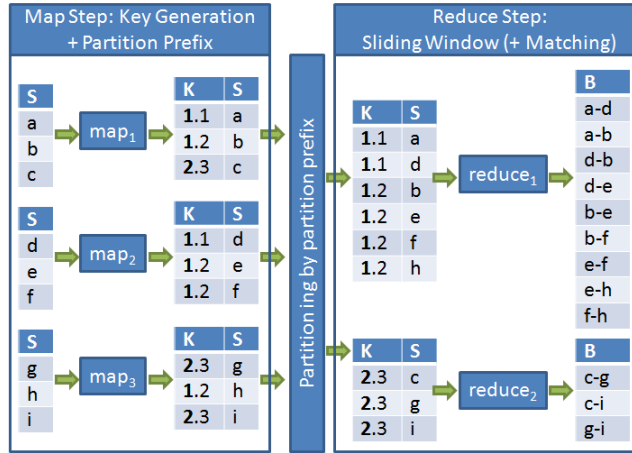 Map Step: Key Generation
+ Partition Prefix
S
a
b
c
map1
K S
1.1 a
1.2 b
2.3 c
S
d
e
f
map2
K S
1.1 d
1.2 e
1.2 f
S
g
h
i
map3
K S
2.3 g
1.2 h
2.3 i
Partitioning by partition prefix
Reduce Step:
Sliding Window (+ Matching)
K S
1.1 a
1.1 d
1.2 b
1.2 e
1.2 f
1.2 h
reduce1
B
a-d
a-b
d-b
d-e
b-e
b-f
e-f
e-h
f-h
K S
2.3 c
2.3 g
2.3 i
reduce2
B
c-g
c-i
g-i